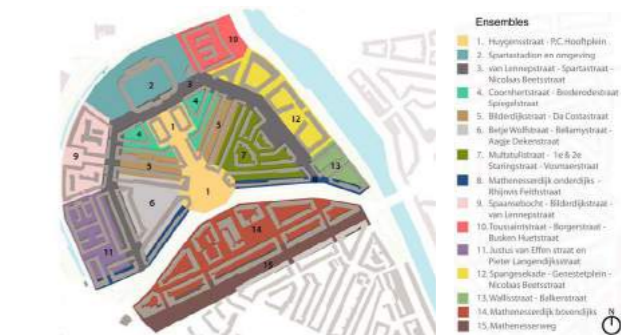 Ensembles
1. Huygensstraat - P.C. Hooftplein
2. Spartastadion en omgeving
3. van Lennepstraat - Spartastraat -
Nicolaas Beetsstraat
4. Coornhertstraat - Brederodestraat
Spiegelstraat
5. Bilderdijkstraat - Da Costastraat
6. Betje Wolffstraat - Bellamystraat -
Aagje Dekenstraat
7. Multatulistraat - 1e & 2e
Staringstraat - Vosmaerstraat
8. Mathenesserdijk onderdijks -
Rhijnvis Feithstraat
9. Spaansebocht - Bilderdijkstraat -
van Lennepstraat
10. Toussaintstraat - Borgerstraat -
Busken Huetstraat
11. Justus van Effen straat en
Pieter Langendijkstraat
12. Spangesekade - Genestetplein -
Nicolaas Beetsstraat
13. Wallisstraat - Balkenstraat
14. Mathenesserdijk bovendijks
15. Mathenesserweg
N
10
3
2
4
1
12
4
5
9
5
7
13
1
6
11
14
15